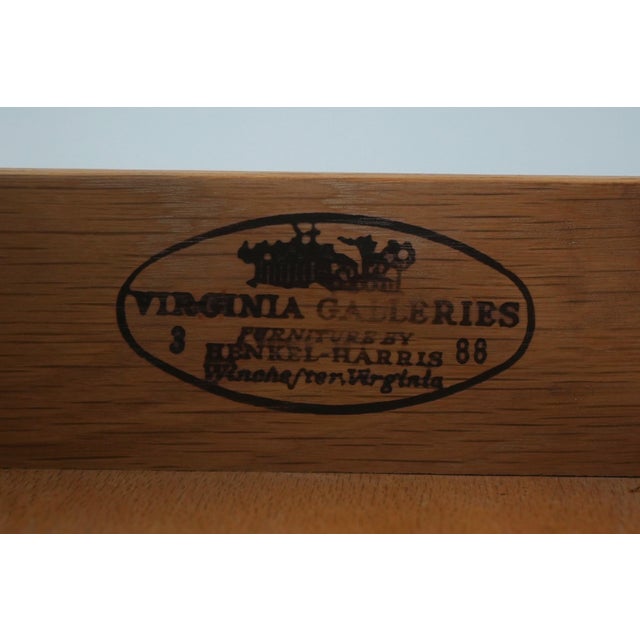 VIRGINIA GALLERIES
FURNITURE BY
3 HENKEL-HARRIS 88
Winchester, Virginia